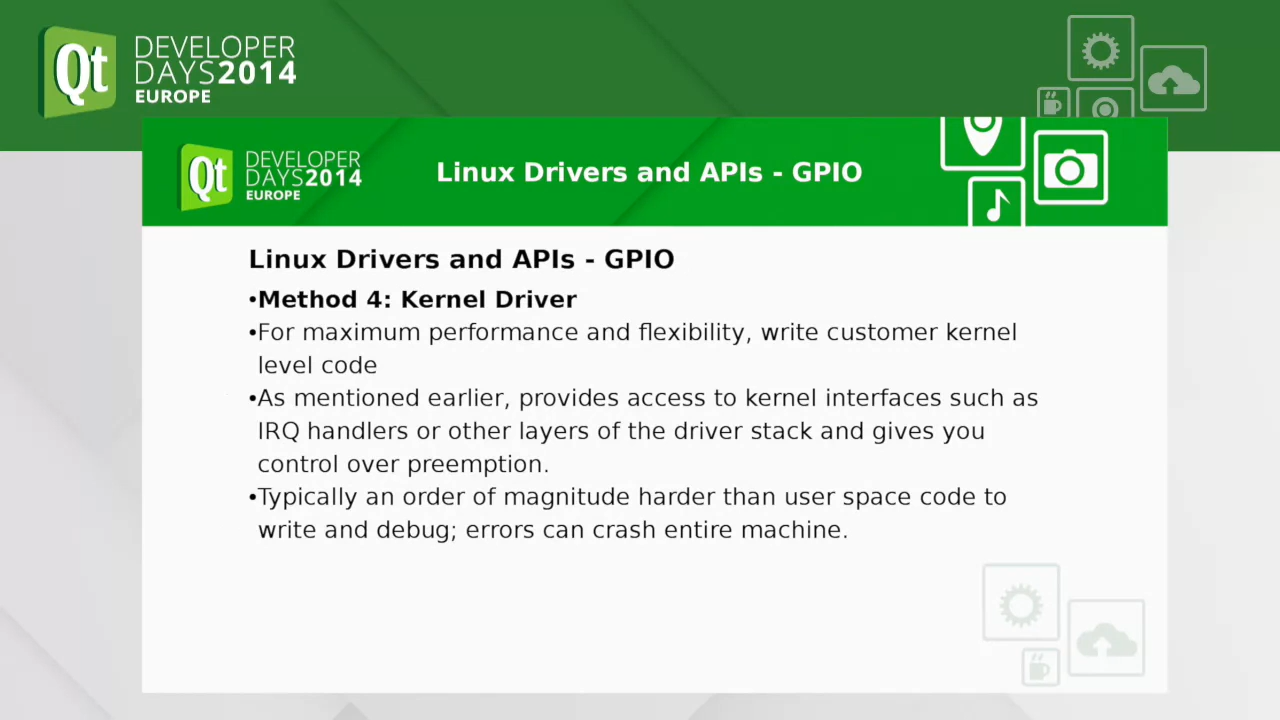 Qt DEVELOPER
DAYS2014
EUROPE
Qt DEVELOPER
DAYS2014
EUROPE
Linux Drivers and APIs - GPIO
Linux Drivers and APIs - GPIO
•Method 4: Kernel Driver
•For maximum performance and flexibility, write customer kernel
level code
•As mentioned earlier, provides access to kernel interfaces such as
IRQ handlers or other layers of the driver stack and gives you
control over preemption.
•Typically an order of magnitude harder than user space code to
write and debug; errors can crash entire machine.